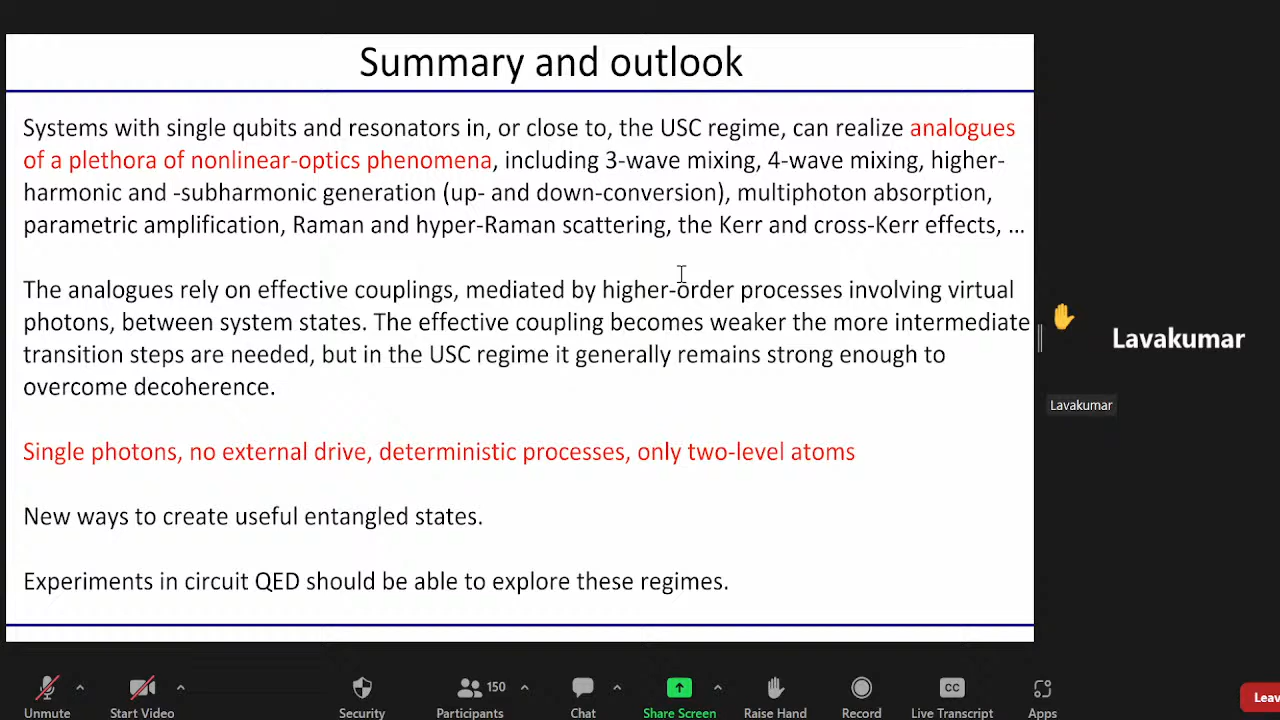 Summary and outlook
Systems with single qubits and resonators in, or close to, the USC regime, can realize analogues
of a plethora of nonlinear-optics phenomena, including 3-wave mixing, 4-wave mixing, higher-
harmonic and -subharmonic generation (up- and down-conversion), multiphoton absorption,
parametric amplification, Raman and hyper-Raman scattering, the Kerr and cross-Kerr effects, ...
The analogues rely on effective couplings, mediated by higher-order processes involving virtual
photons, between system states. The effective coupling becomes weaker the more intermediate
transition steps are needed, but in the USC regime it generally remains strong enough to
overcome decoherence.
Single photons, no external drive, deterministic processes, only two-level atoms
New ways to create useful entangled states.
Experiments in circuit QED should be able to explore these regimes.
Lavakumar
Lavakumar
150
CC
Unmute
Start Video
Security
Participants
Chat
Share Screen
Raise Hand
Record
Live Transcript
Apps
Leav